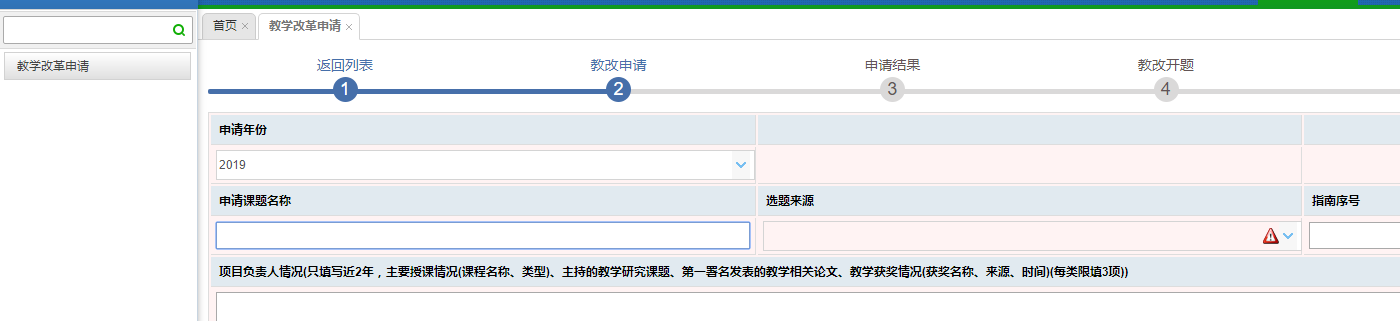 首页
教学改革申请
教学改革申请
返回列表
教改申请
申请结果
教改开题
1
2
3
4
申请年份
2019
申请课题名称
选题来源
指南序号
项目负责人情况(只填写近2年，主要授课情况(课程名称、类型)、主持的教学研究课题、第一署名发表的教学相关论文、教学获奖情况(获奖名称、来源、时间)(每类限填3项))